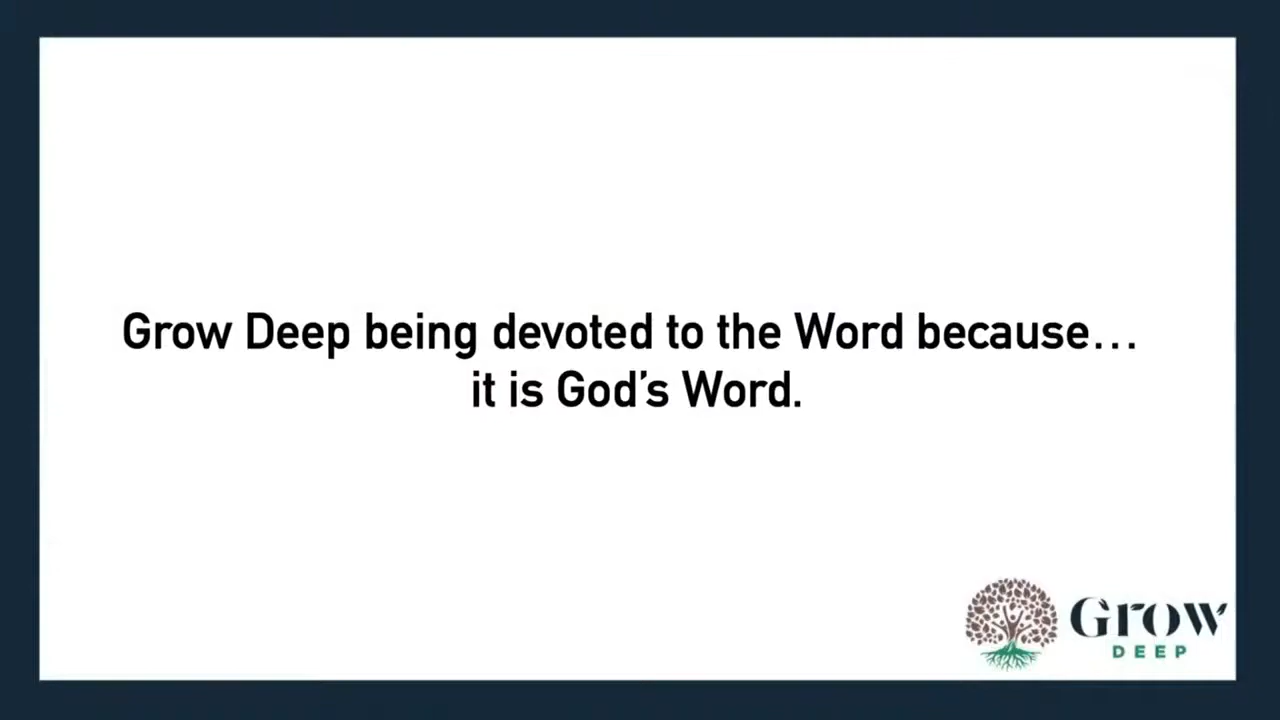 Grow Deep being devoted to the Word because...
it is God’s Word.
Grow
DEEP